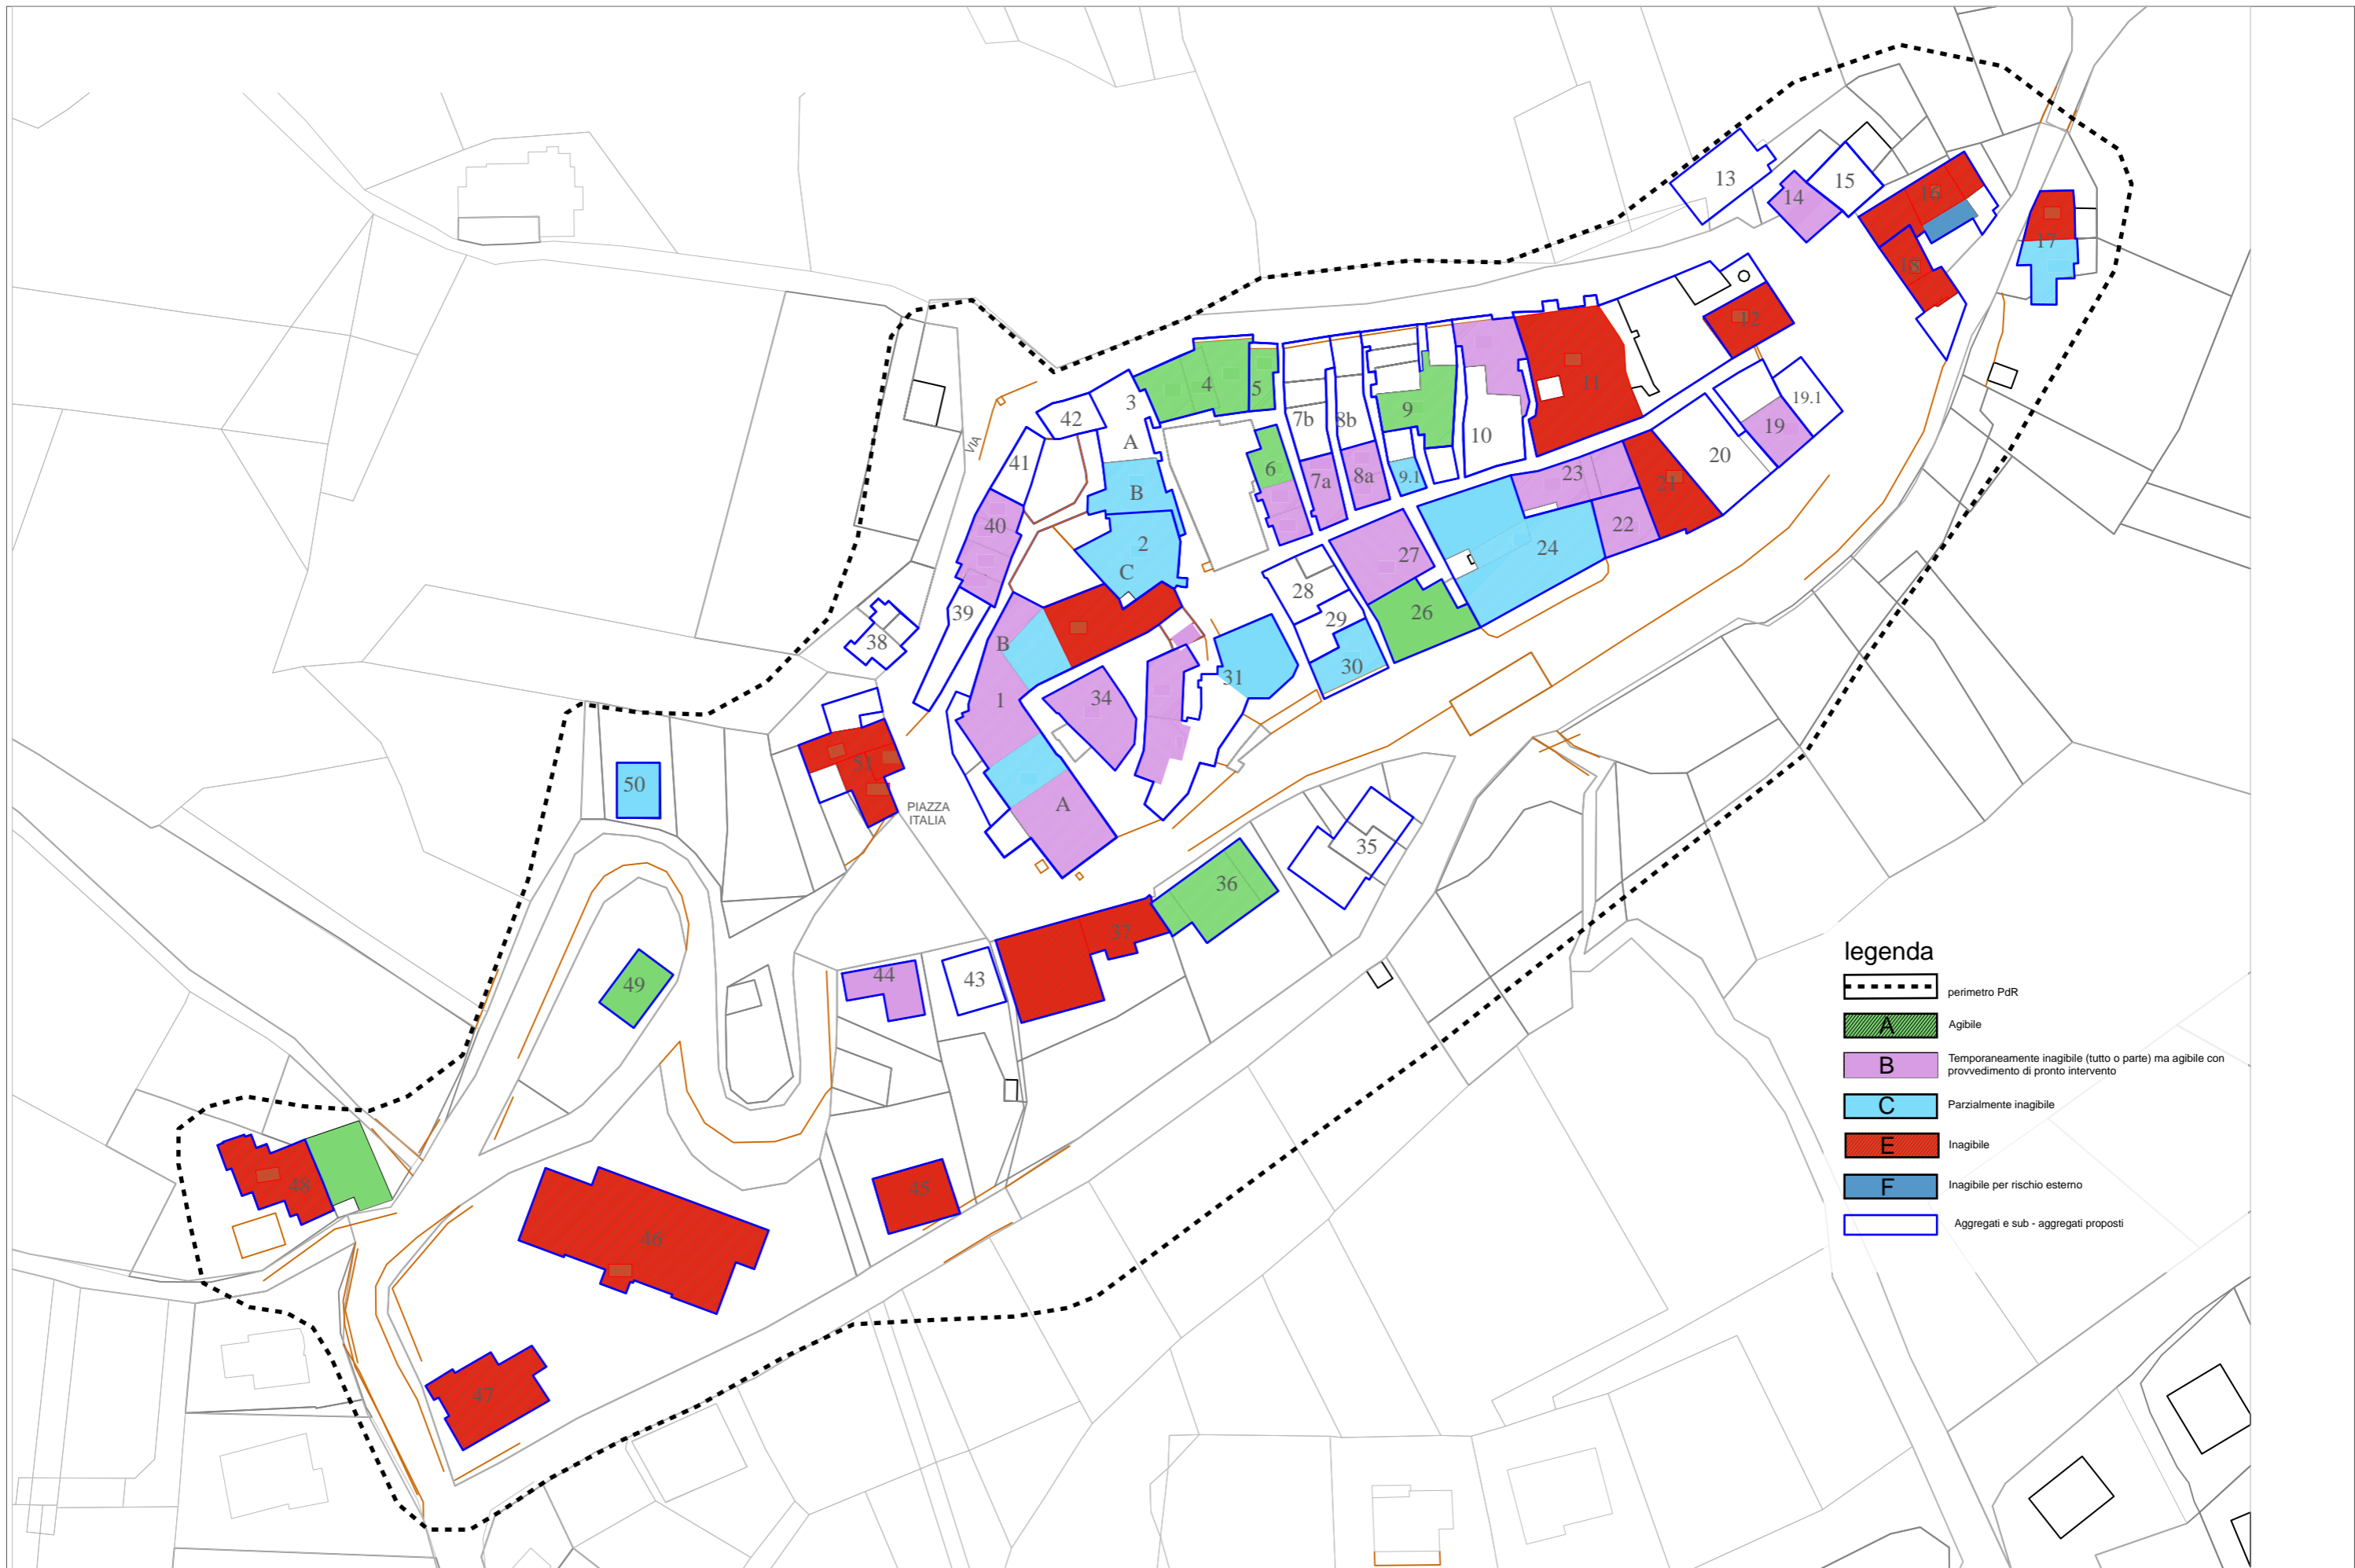 13
15
14
16
17
18
12
11
19.1
19
20
21
10
9
9.1
8b
8a
7b
7a
5
4
6
3
A
42
VIA
41
B
40
2
C
23
22
24
27
26
28
29
30
31
39
38
B
1
34
A
51
50
PIAZZA
ITALIA
35
36
37
49
44
43
45
46
47
48
legenda
perimetro PdR
A Agibile
B Temporaneamente inagibile (tutto o parte) ma agibile con
provvedimento di pronto intervento
C Parzialmente inagibile
E Inagibile
F Inagibile per rischio esterno
Aggregati e sub - aggregati proposti